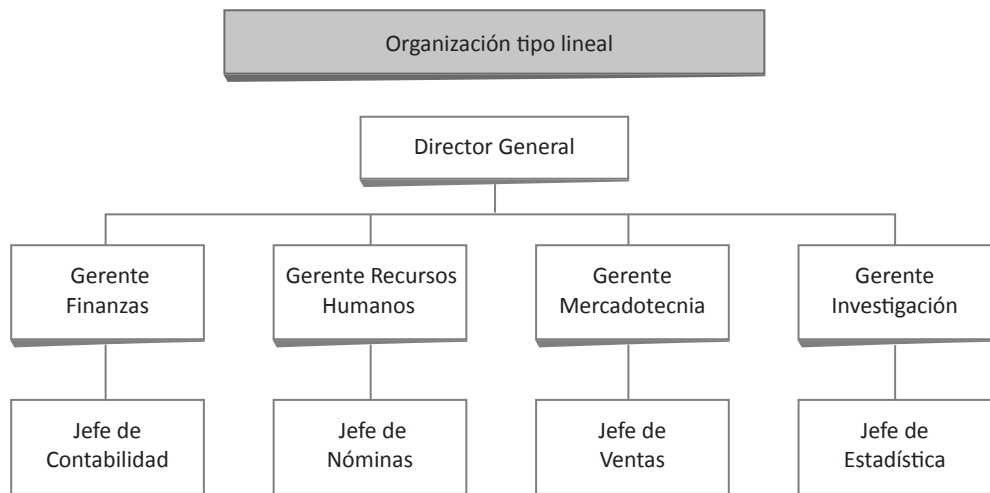 Organización tipo lineal
Director General
Gerente
Finanzas
Gerente Recursos
Humanos
Gerente
Mercadotecnia
Gerente
Investigación
Jefe de
Contabilidad
Jefe de
Nóminas
Jefe de
Ventas
Jefe de
Estadística